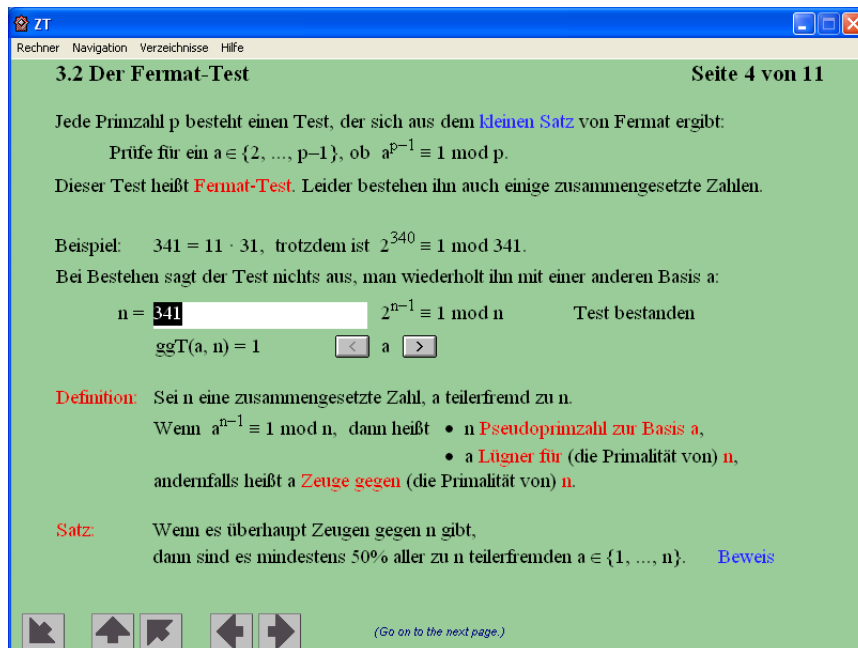 ZT
Rechner Navigation Verzeichnisse Hilfe
3.2 Der Fermat-Test Seite 4 von 11
Jede Primzahl p besteht einen Test, der sich aus dem kleinen Satz von Fermat ergibt:
Prüfe für ein a ∈ {2, ..., p–1}, ob a^{p–1} ≡ 1 mod p.
Dieser Test heißt Fermat-Test. Leider bestehen ihn auch einige zusammengesetzte Zahlen.
Beispiel: 341 = 11 · 31, trotzdem ist 2^{340} ≡ 1 mod 341.
Bei Bestehen sagt der Test nichts aus, man wiederholt ihn mit einer anderen Basis a:
n = 341 2^{n–1} ≡ 1 mod n Test bestanden
ggT(a, n) = 1 < a >
Definition: Sei n eine zusammengesetzte Zahl, a teilerfremd zu n.
Wenn a^{n–1} ≡ 1 mod n, dann heißt • n Pseudoprimzahl zur Basis a,
• a Lügner für (die Primalität von) n,
andernfalls heißt a Zeuge gegen (die Primalität von) n.
Satz: Wenn es überhaupt Zeugen gegen n gibt,
dann sind es mindestens 50% aller zu n teilerfremden a ∈ {1, ..., n}. Beweis
(Go on to the next page.)